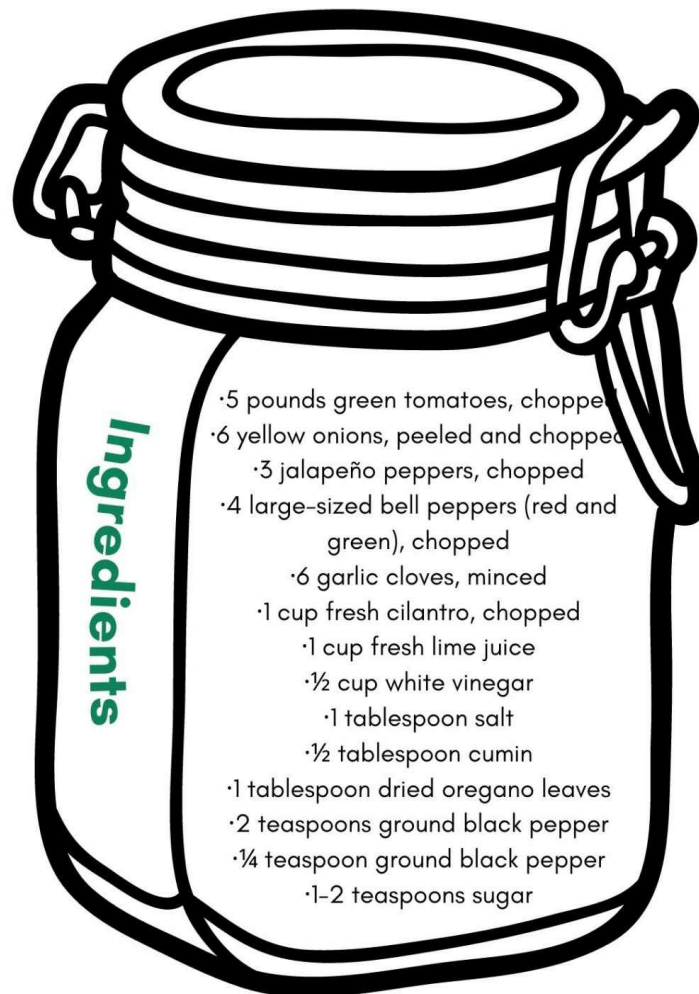 Ingredients
·5 pounds green tomatoes, chopped
·6 yellow onions, peeled and chopped
·3 jalapeño peppers, chopped
·4 large-sized bell peppers (red and
green), chopped
·6 garlic cloves, minced
·1 cup fresh cilantro, chopped
·1 cup fresh lime juice
·½ cup white vinegar
·1 tablespoon salt
·½ tablespoon cumin
·1 tablespoon dried oregano leaves
·2 teaspoons ground black pepper
·¼ teaspoon ground black pepper
·1-2 teaspoons sugar